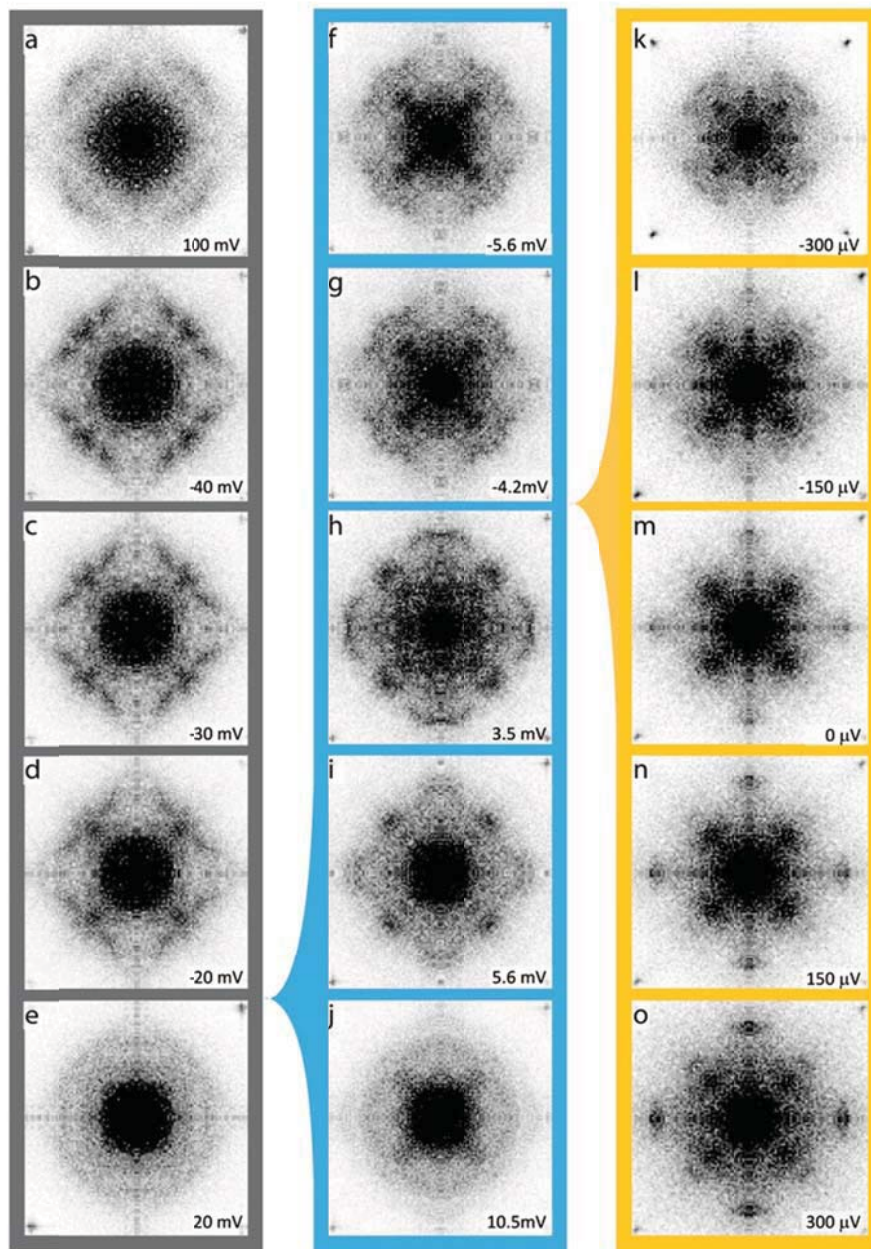 a
100 mV
b
-40 mV
c
-30 mV
d
-20 mV
e
20 mV
f
-5.6 mV
g
-4.2mV
h
3.5 mV
i
5.6 mV
j
10.5mV
k
-300 μV
l
-150 μV
m
0 μV
n
150 μV
o
300 μV